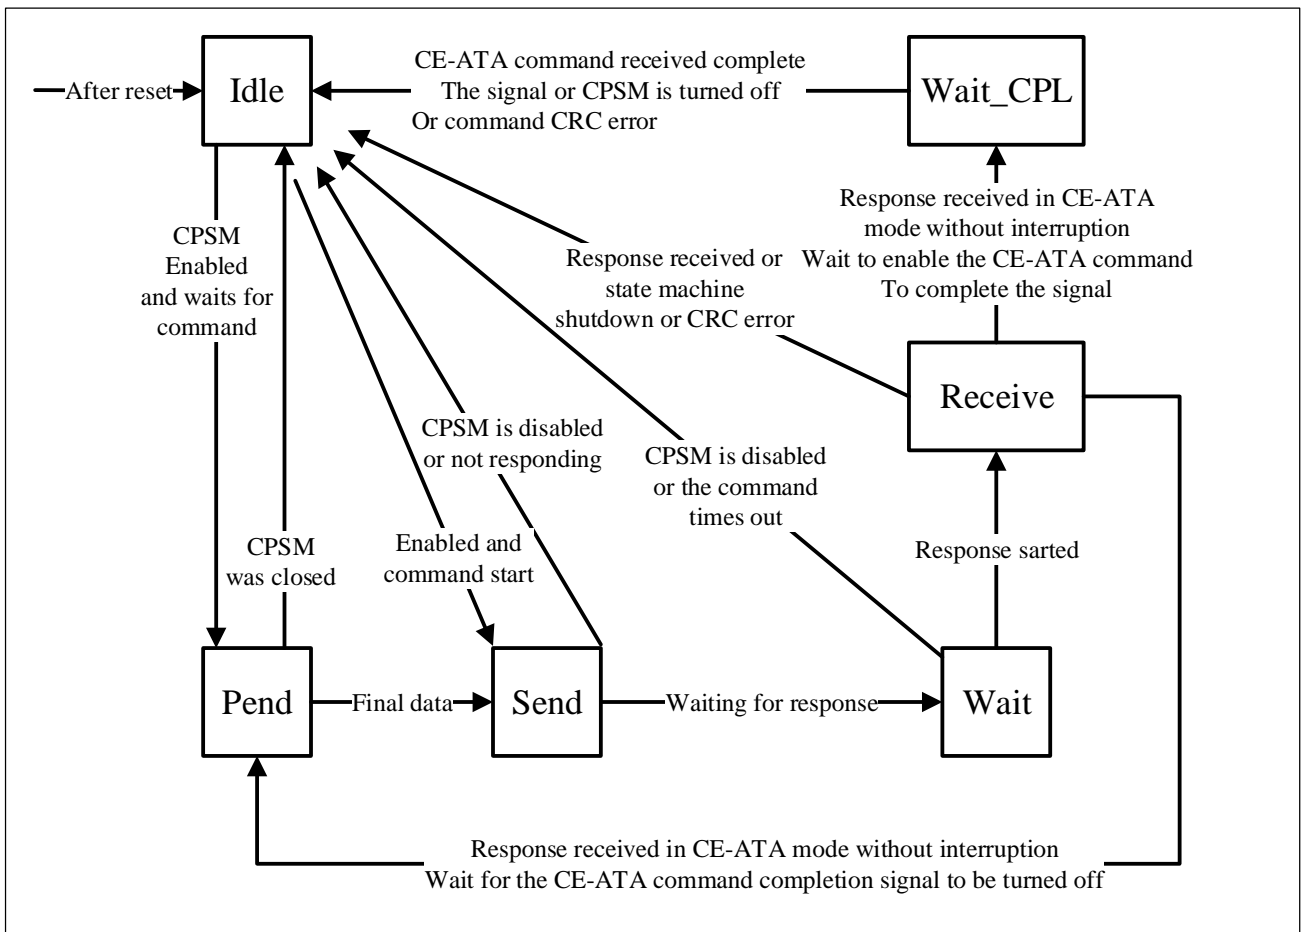 CE-ATA command received complete
After reset
Idle
The signal or CPSM is turned off
Wait_CPL
Or command CRC error
Response received in CE-ATA
mode without interruption
Wait to enable the CE-ATA command
To complete the signal
CPSM
Enabled
and waits for
command
Response received or
state machine
shutdown or CRC error
Receive
CPSM is disabled
or not responding
CPSM is disabled
or the command
times out
CPSM
was closed
Enabled and
command start
Response sarted
Pend
Final data
Send
Waiting for response
Wait
Response received in CE-ATA mode without interruption
Wait for the CE-ATA command completion signal to be turned off